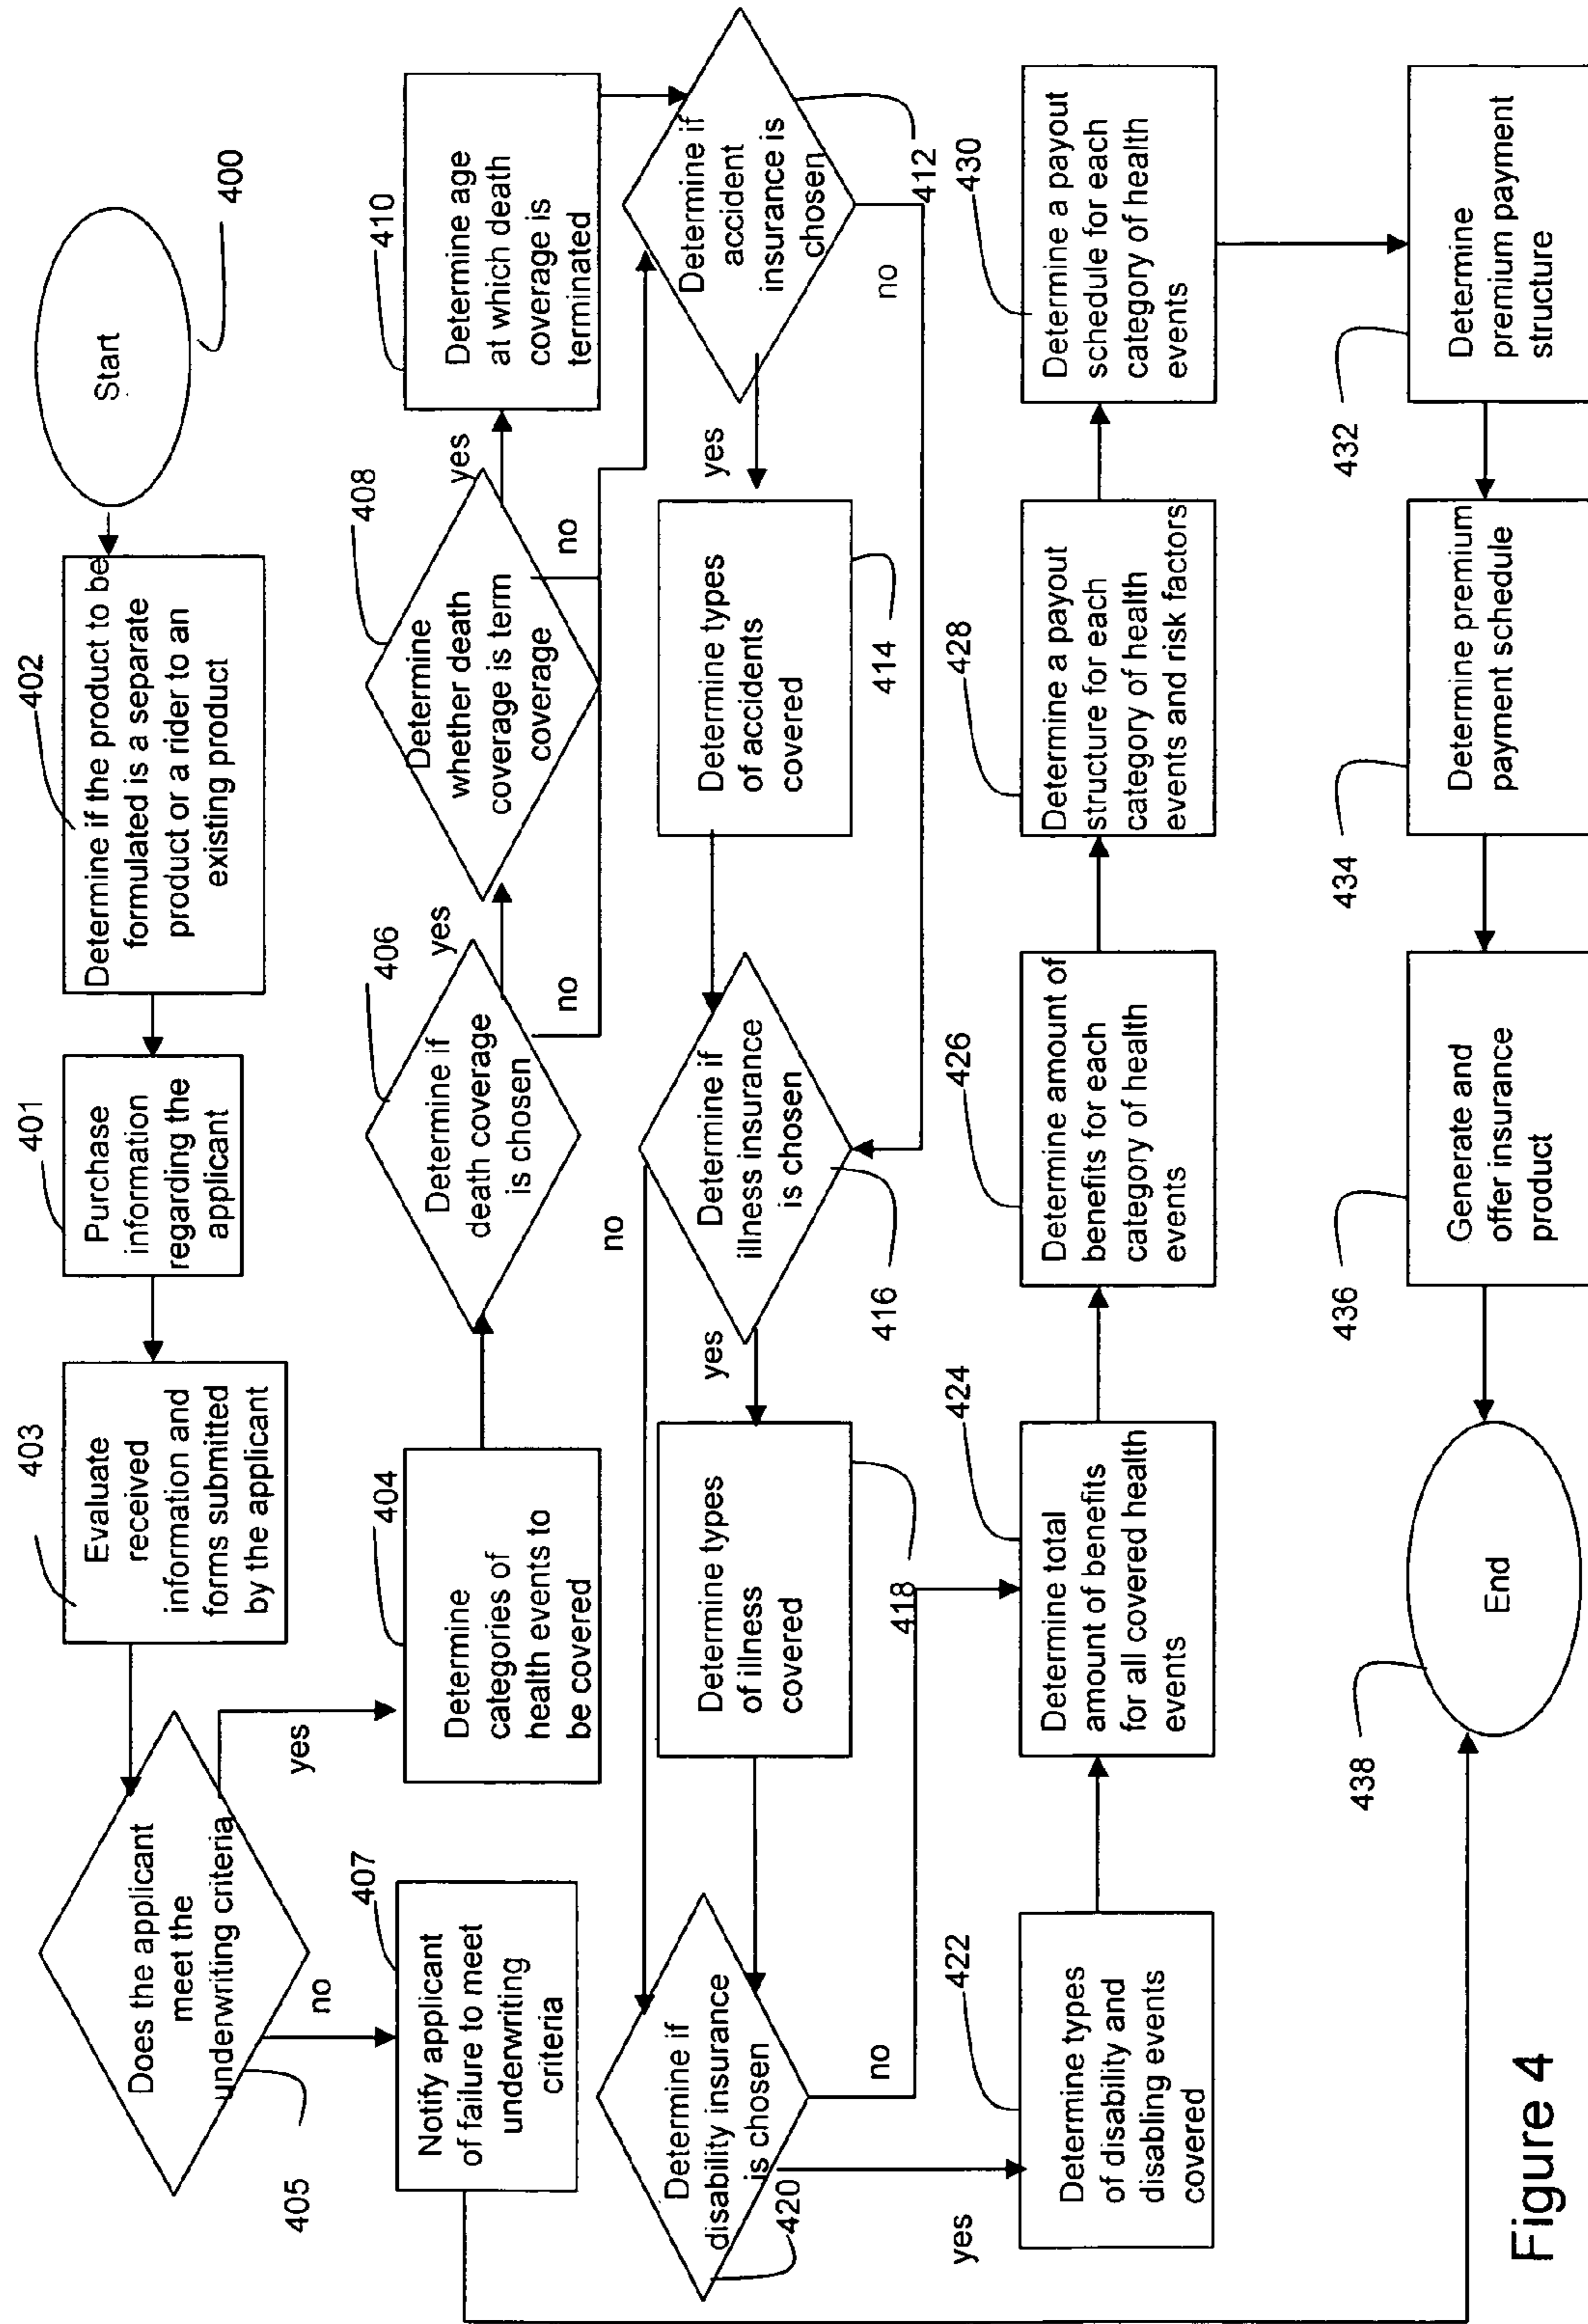 400
Start
402
Determine if the product to be
formulated is a separate
product or a rider to an
existing product
401
Purchase
information
regarding the
applicant
403
Evaluate
received
information and
forms submitted
by the applicant
Does the applicant
meet the
underwriting criteria
405
yes
no
407
Notify applicant
of failure to meet
underwriting
criteria
404
Determine
categories of
health events to
be covered
406
Determine if
death coverage
is chosen
yes
no
408
Determine
whether death
coverage is term
coverage
yes
no
410
Determine age
at which death
coverage is
terminated
Determine if
accident
insurance is
chosen
412
yes
no
Determine types
of accidents
covered
414
Determine if
illness insurance
is chosen
416
no
yes
Determine types
of illness
covered
418
Determine if
disability insurance
is chosen
420
no
yes
422
Determine types
of disability and
disabling events
covered
424
Determine total
amount of benefits
for all covered health
events
426
Determine amount of
benefits for each
category of health
events
428
Determine a payout
structure for each
category of health
events and risk factors
430
Determine a payout
schedule for each
category of health
events
432
Determine
premium payment
structure
434
Determine premium
payment schedule
436
Generate and
offer insurance
product
438
End
Figure 4